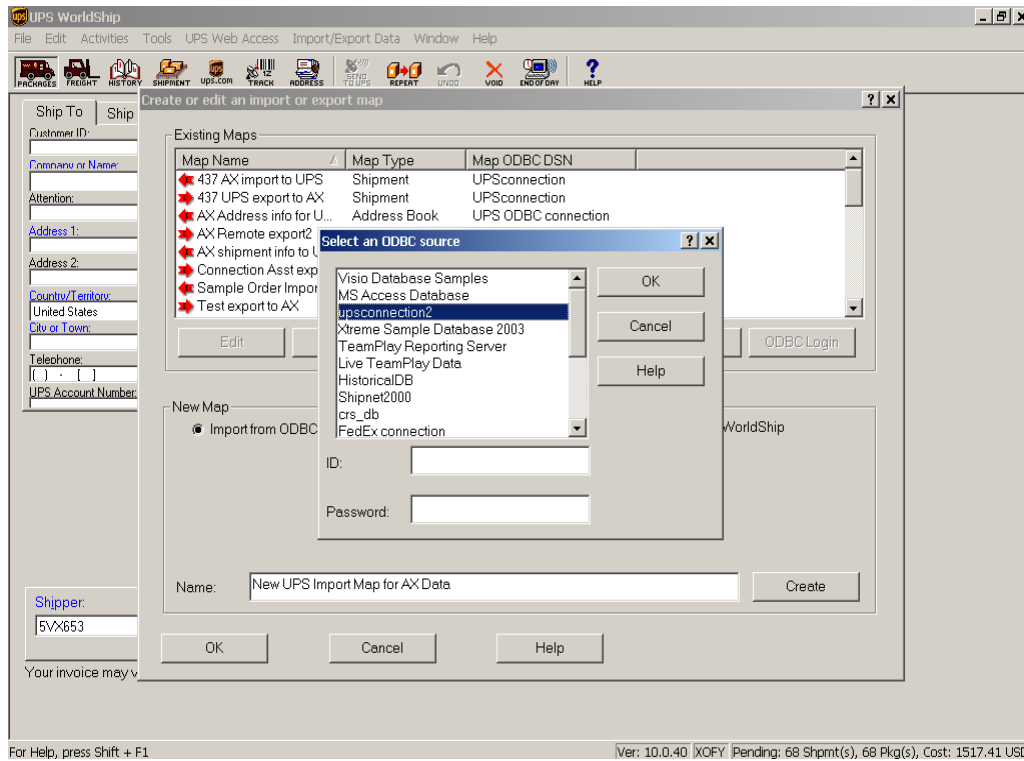 UPS WorldShip
File Edit Activities Tools UPS Web Access Import/Export Data Window Help
PACKAGES FREIGHT HISTORY SHIPMENT ups.com TRACK ADDRESS SEND TO UPS REPEAT UNDO VOID END OF DAY HELP
Create or edit an import or export map
Ship To Ship
Customer ID:
Company or Name:
Attention:
Address 1:
Address 2:
Country/Territory:
United States
City or Town:
Telephone:
( ) - [ ]
UPS Account Number:
Existing Maps
Map Name Map Type Map ODBC DSN
437 AX import to UPS Shipment UPSconnection
437 UPS export to AX Shipment UPSconnection
AX Address info for U... Address Book UPS ODBC connection
AX Remote export2
AX shipment info to U
Connection Asst exp
Sample Order Impor
Test export to AX
Edit ODBC Login
Select an ODBC source
Visio Database Samples
MS Access Database
upsconnection2
Xtreme Sample Database 2003
TeamPlay Reporting Server
Live TeamPlay Data
HistoricalDB
Shipnet2000
crs_db
FedEx connection
OK
Cancel
Help
ID:
Password:
New Map
Import from ODBC WorldShip
Name: New UPS Import Map for AX Data Create
OK Cancel Help
Shipper:
5VX653
Your invoice may v
For Help, press Shift + F1 Ver: 10.0.40 XOFY Pending: 68 Shpmt(s), 68 Pkg(s), Cost: 1517.41 USD